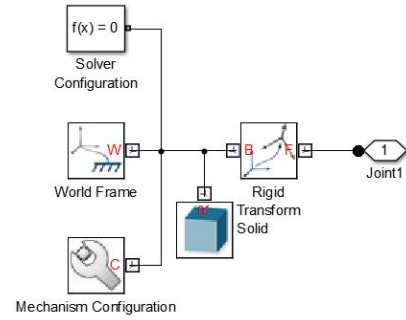 f(x) = 0
Solver
Configuration
W
World Frame
B
F
Rigid
Transform
1
Joint1
R
Solid
C
Mechanism Configuration